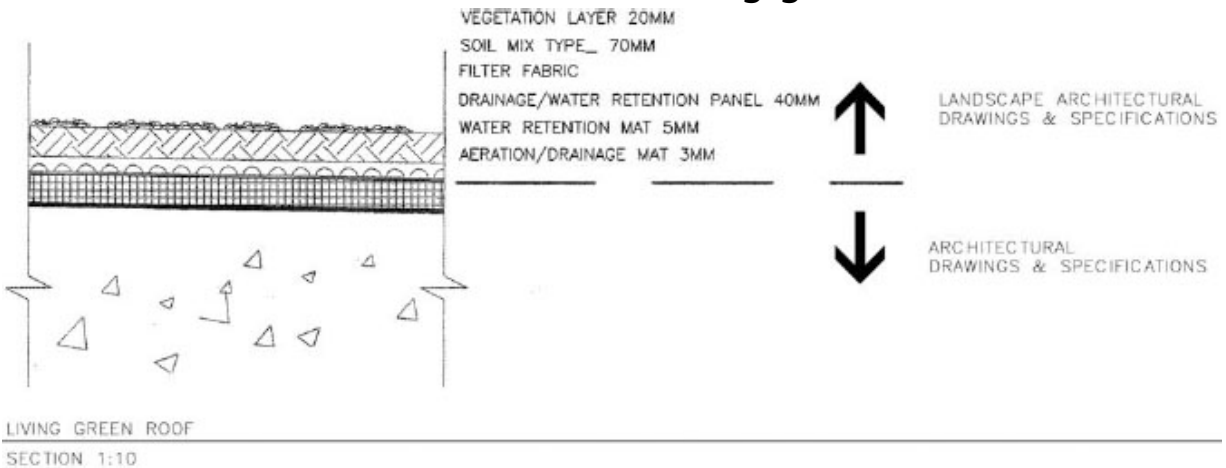 VEGETATION LAYER 20MM
SOIL MIX TYPE_ 70MM
FILTER FABRIC
DRAINAGE/WATER RETENTION PANEL 40MM
WATER RETENTION MAT 5MM
AERATION/DRAINAGE MAT 3MM
LANDSCAPE ARCHITECTURAL
DRAWINGS & SPECIFICATIONS
ARCHITECTURAL
DRAWINGS & SPECIFICATIONS
LIVING GREEN ROOF
SECTION 1:10